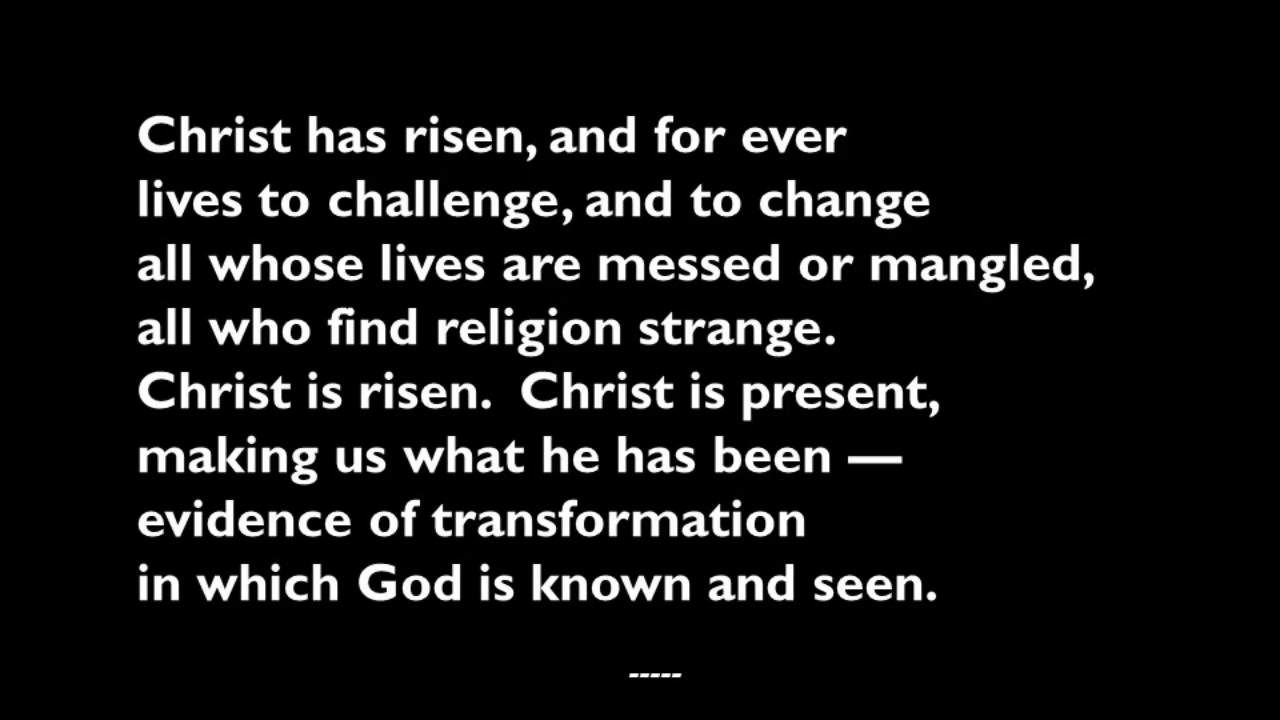 Christ has risen, and for ever
lives to challenge, and to change
all whose lives are messed or mangled,
all who find religion strange.
Christ is risen.  Christ is present,
making us what he has been —
evidence of transformation
in which God is known and seen.
-----